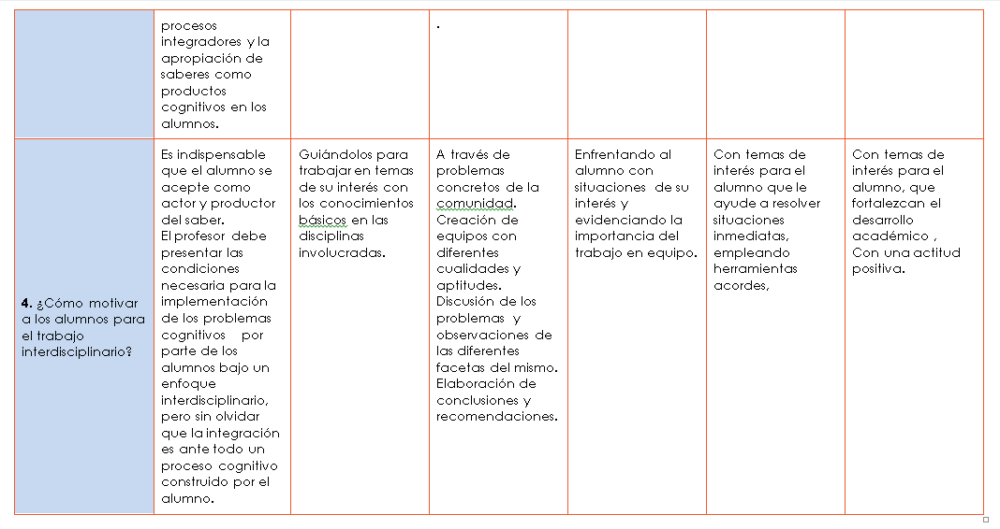 procesos
integradores y la
apropiación de
saberes como
productos
cognitivos en los
alumnos.
.
4. ¿Cómo motivar
a los alumnos para
el trabajo
interdisciplinario?
Es indispensable
que el alumno se
acepte como
actor y productor
del saber.
El profesor debe
presentar las
condiciones
necesaria para la
implementación
de los problemas
cognitivos por
parte de los
alumnos bajo un
enfoque
interdisciplinario,
pero sin olvidar
que la integración
es ante todo un
proceso cognitivo
construido por el
alumno.
Guiándolos para
trabajar en temas
de su interés con
los conocimientos
básicos en las
disciplinas
involucradas.
A través de
problemas
concretos de la
comunidad.
Creación de
equipos con
diferentes
cualidades y
aptitudes.
Discusión de los
problemas y
observaciones de
las diferentes
facetas del mismo.
Elaboración de
conclusiones y
recomendaciones.
Enfrentando al
alumno con
situaciones de su
interés y
evidenciando la
importancia del
trabajo en equipo.
Con temas de
interés para el
alumno que le
ayude a resolver
situaciones
inmediatas,
empleando
herramientas
acordes,
Con temas de
interés para el
alumno, que
fortalezcan el
desarrollo
académico ,
Con una actitud
positiva.